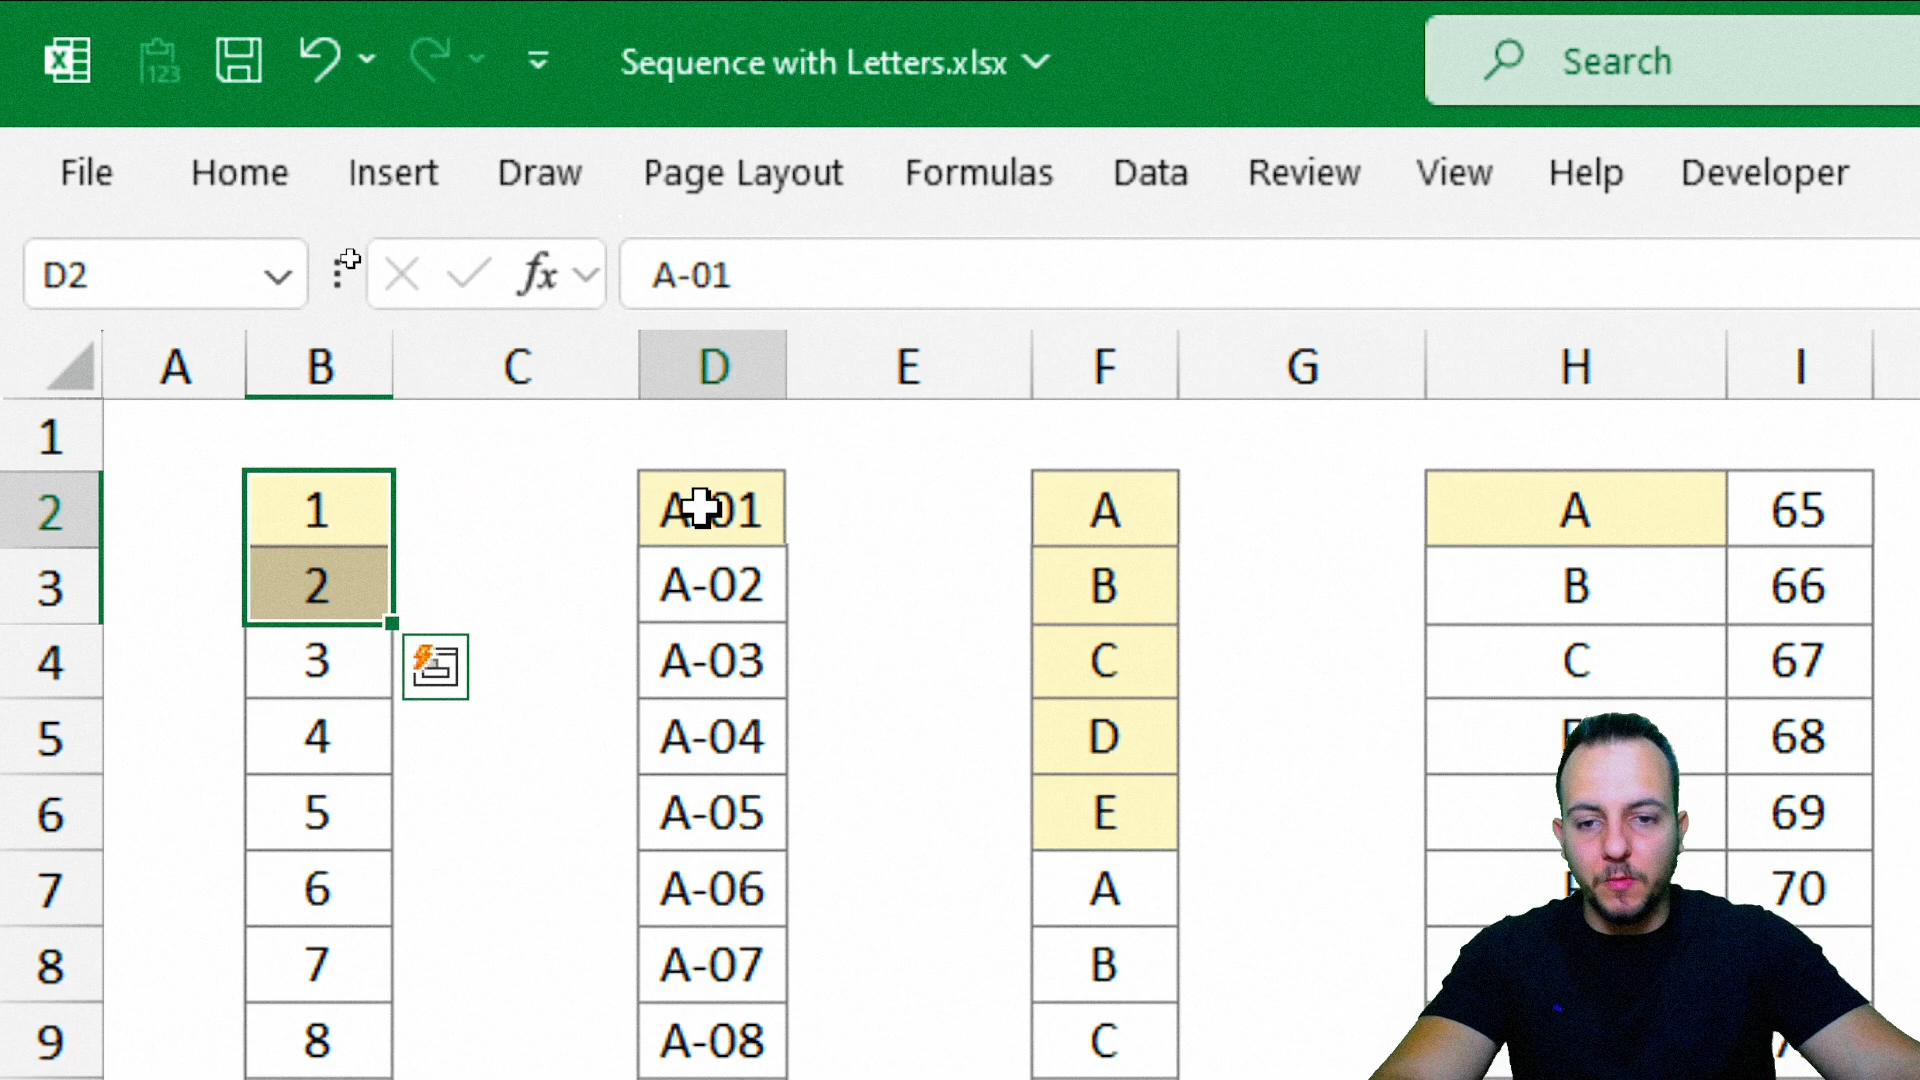 Sequence with Letters.xlsx Search
File Home Insert Draw Page Layout Formulas Data Review View Help Developer
D2 fx A-01
A B C D E F G H I
1
2 1 A-01 A A 65
3 2 A-02 B B 66
4 3 A-03 C C 67
5 4 A-04 D 68
6 5 A-05 E 69
7 6 A-06 A 70
8 7 A-07 B
9 8 A-08 C